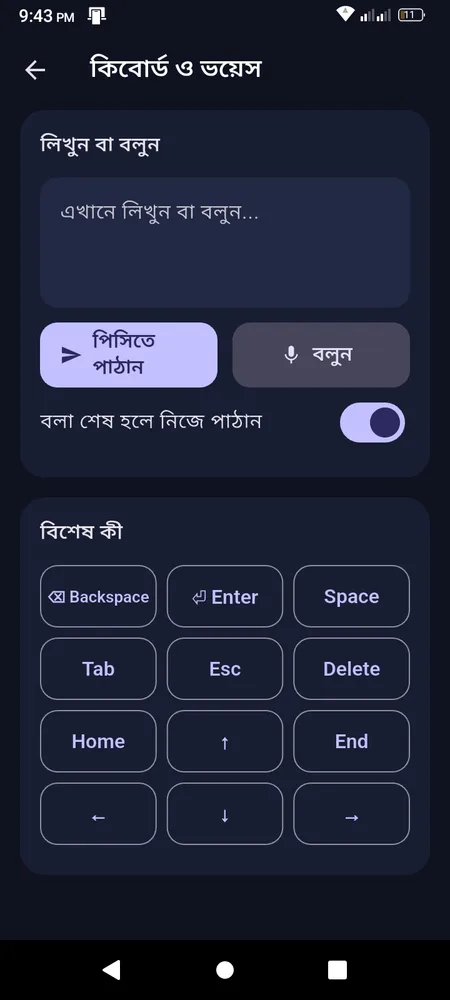 9:43 PM
11
কিবোর্ড ও ভয়েস
লিখুন বা বলুন
এখানে লিখুন বা বলুন...
পিসিতে
পাঠান
বলুন
বলা শেষ হলে নিজে পাঠান
বিশেষ কী
⌫ Backspace
⏎ Enter
Space
Tab
Esc
Delete
Home
↑
End
←
↓
→